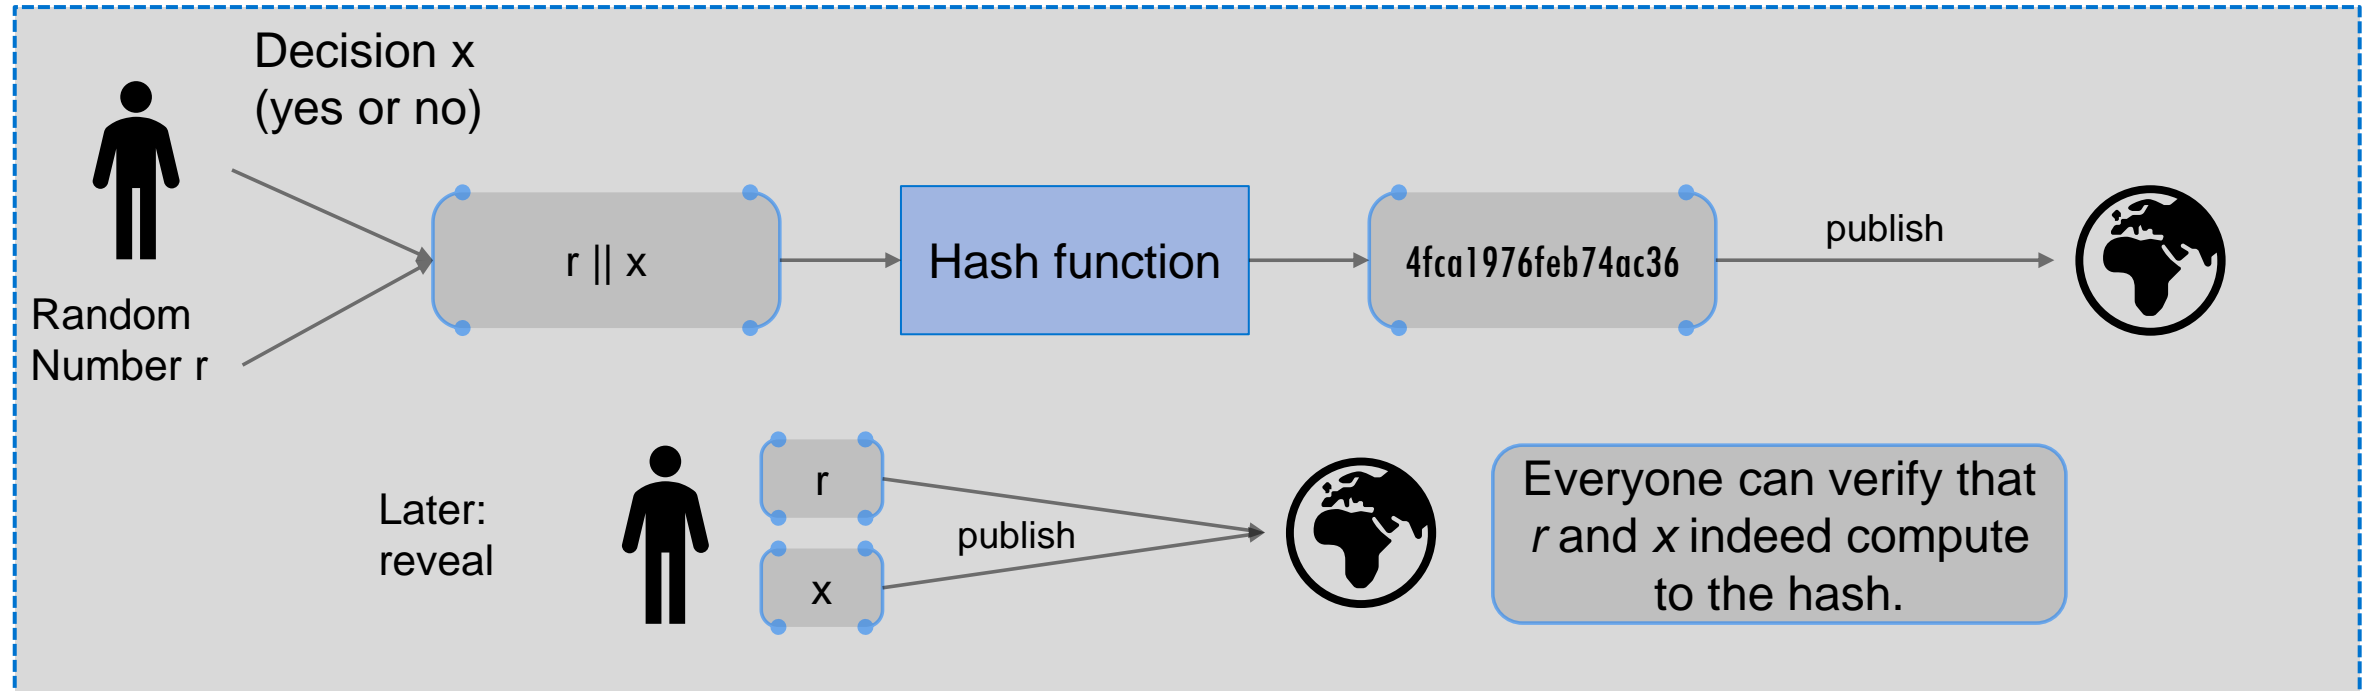 Decision x
(yes or no)
Random
Number r
r || x
Hash function
4fca1976feb74ac36
publish
Later:
reveal
r
x
publish
Everyone can verify that
r and x indeed compute
to the hash.